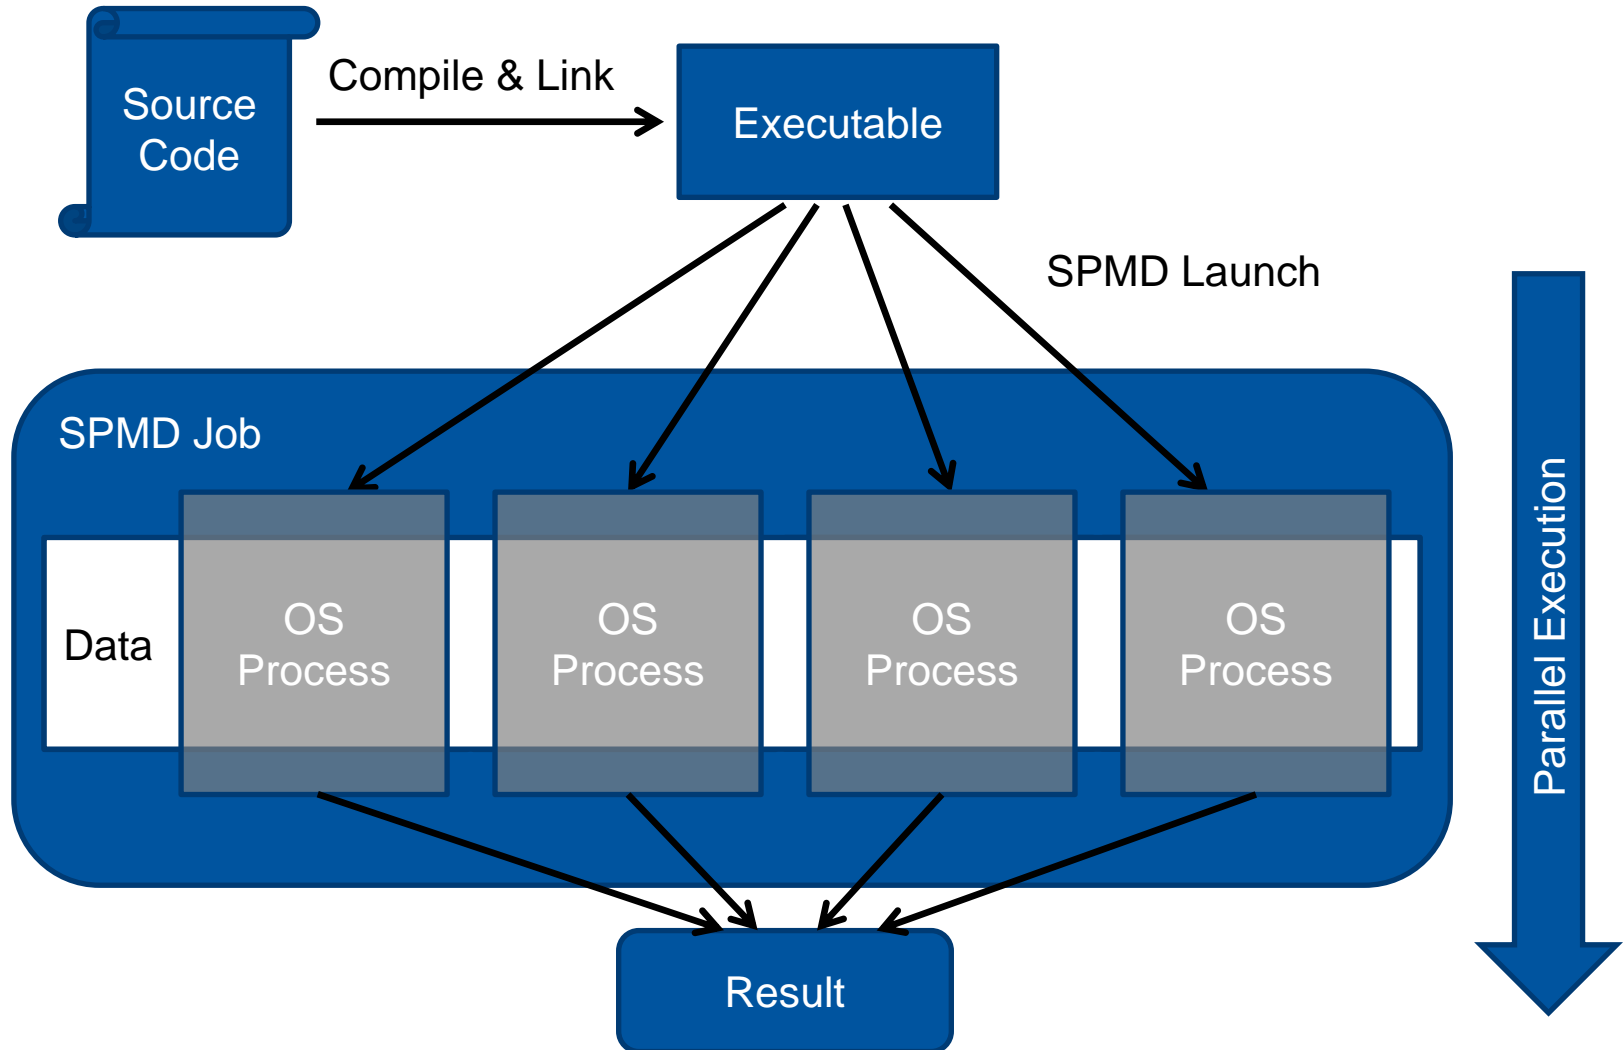 Source
Code
Compile & Link
Executable
SPMD Launch
SPMD Job
Data
OS
Process
OS
Process
OS
Process
OS
Process
Parallel Execution
Result